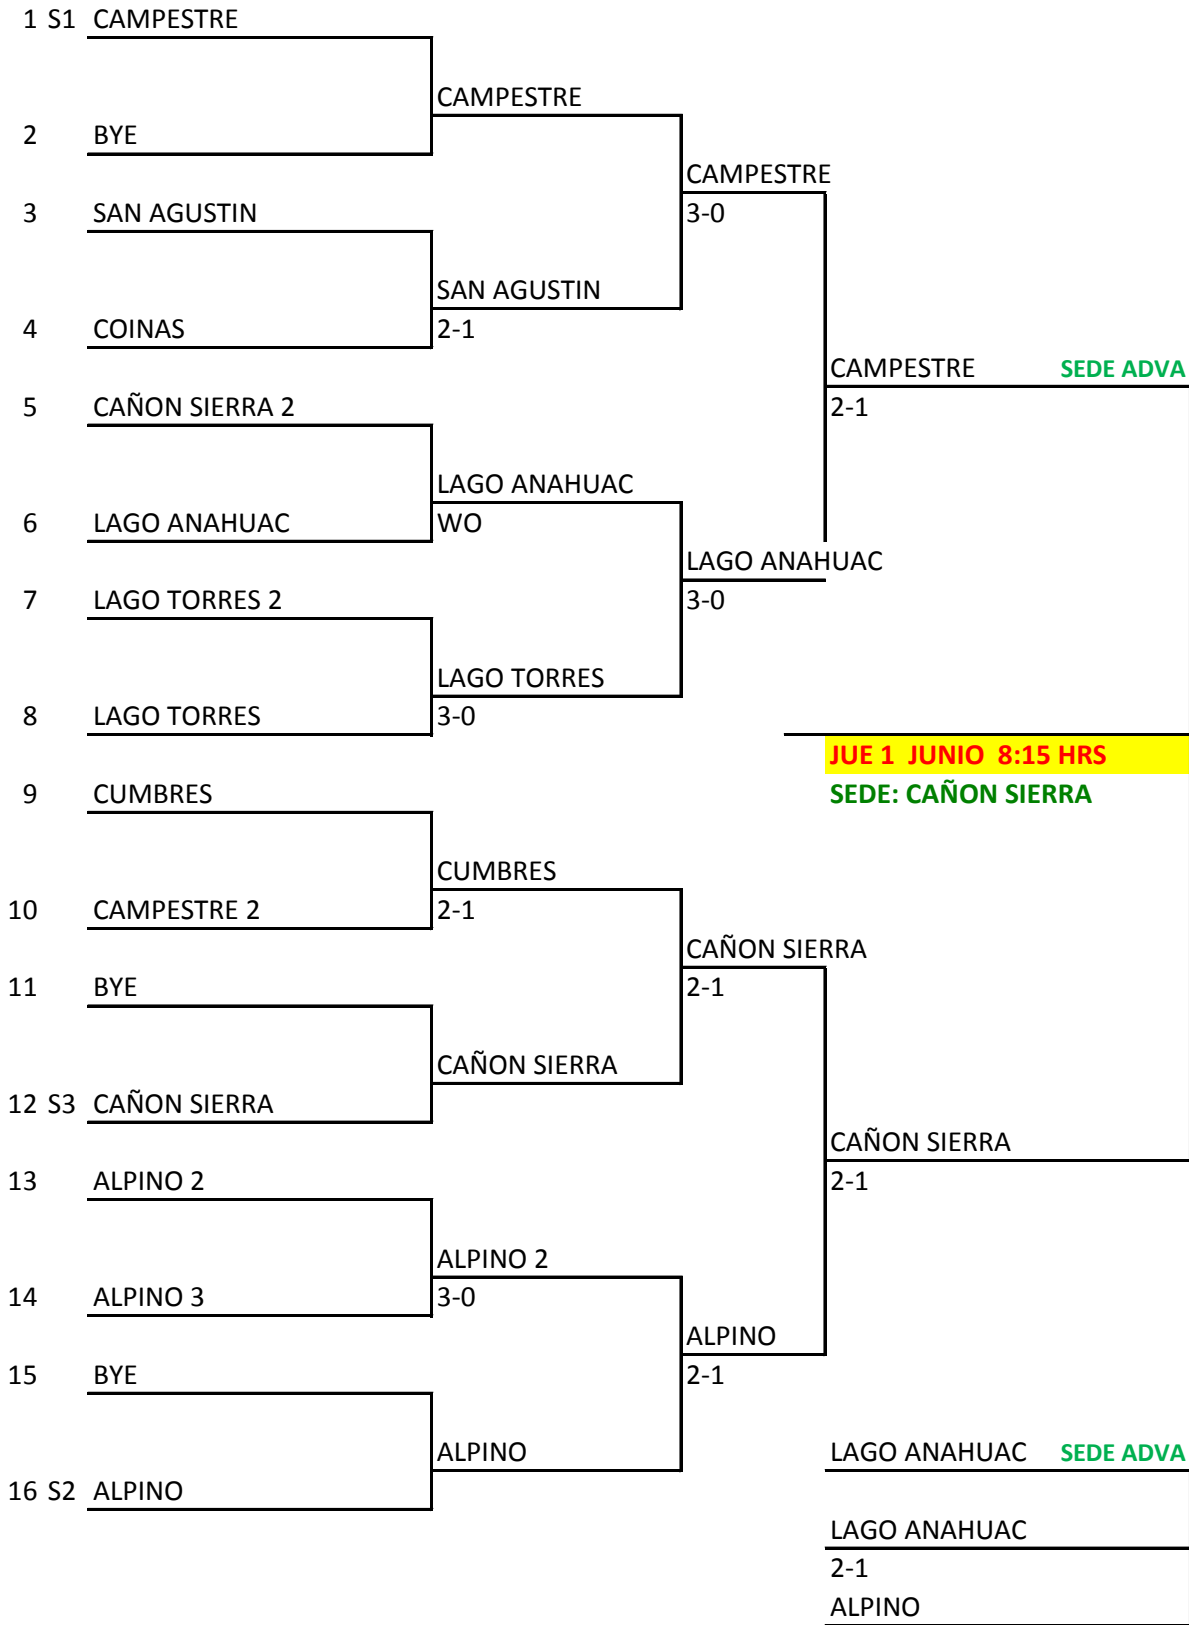 1 S1 CAMPESTRE
CAMPESTRE
2 BYE
CAMPESTRE
3 SAN AGUSTIN
3-0
SAN AGUSTIN
4 COINAS
2-1
CAMPESTRE SEDE ADVA
5 CAÑON SIERRA 2
2-1
LAGO ANAHUAC
6 LAGO ANAHUAC
WO
LAGO ANAHUAC
7 LAGO TORRES 2
3-0
LAGO TORRES
8 LAGO TORRES
3-0
JUE 1 JUNIO 8:15 HRS
9 CUMBRES
SEDE: CAÑON SIERRA
CUMBRES
10 CAMPESTRE 2
2-1
CAÑON SIERRA
11 BYE
2-1
CAÑON SIERRA
12 S3 CAÑON SIERRA
CAÑON SIERRA
13 ALPINO 2
2-1
ALPINO 2
14 ALPINO 3
3-0
ALPINO
15 BYE
2-1
ALPINO
LAGO ANAHUAC SEDE ADVA
16 S2 ALPINO
LAGO ANAHUAC
2-1
ALPINO